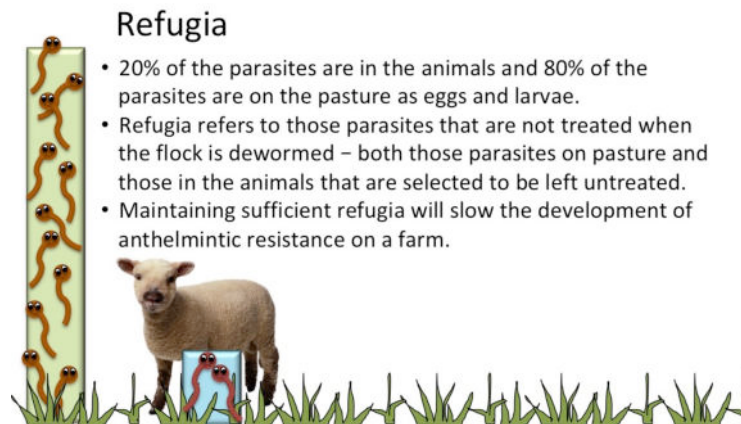 Refugia
• 20% of the parasites are in the animals and 80% of the
parasites are on the pasture as eggs and larvae.
• Refugia refers to those parasites that are not treated when
the flock is dewormed – both those parasites on pasture and
those in the animals that are selected to be left untreated.
• Maintaining sufficient refugia will slow the development of
anthelmintic resistance on a farm.